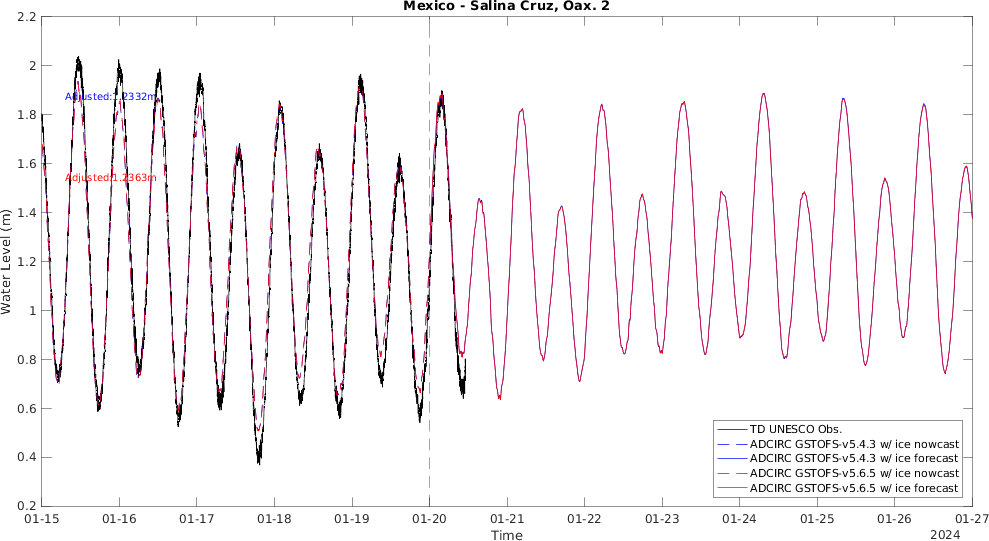 Mexico - Salina Cruz, Oax. 2
2.2
2
1.8
1.6
1.4
1.2
1
0.8
0.6
0.4
0.2
Water Level (m)
Adjusted:1.2332m
Adjusted:1.2363m
TD UNESCO Obs.
ADCIRC GSTOFS-v5.4.3 w/ ice nowcast
ADCIRC GSTOFS-v5.4.3 w/ ice forecast
ADCIRC GSTOFS-v5.6.5 w/ ice nowcast
ADCIRC GSTOFS-v5.6.5 w/ ice forecast
01-15 01-16 01-17 01-18 01-19 01-20 01-21 01-22 01-23 01-24 01-25 01-26 01-27
Time
2024